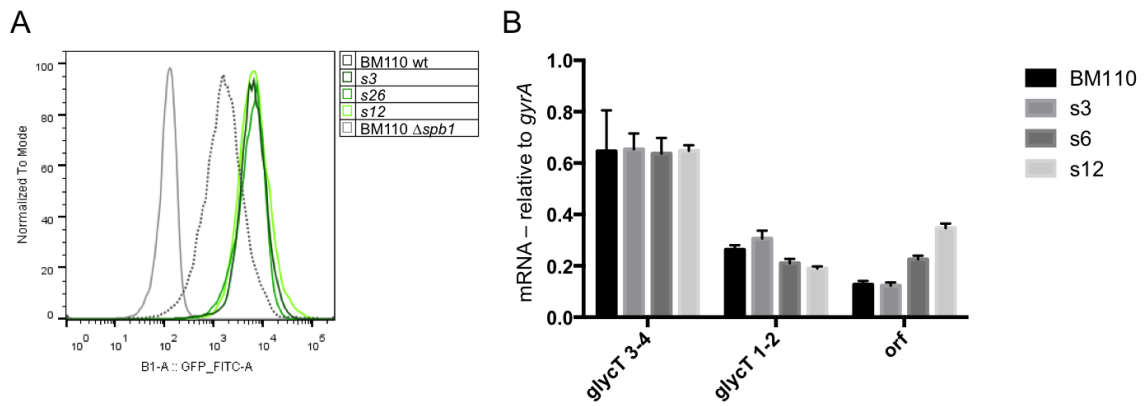 A
100
80
60
40
20
0
Normalized To Mode
10^0 10^1 10^2 10^3 10^4 10^5
B1-A :: GFP_FITC-A
BM110 wt
s3
s26
s12
BM110 Δspb1
B
1.0
0.8
0.6
0.4
0.2
0.0
mRNA – relative to gyrA
glycT 3-4
glycT 1-2
orf
BM110
s3
s6
s12